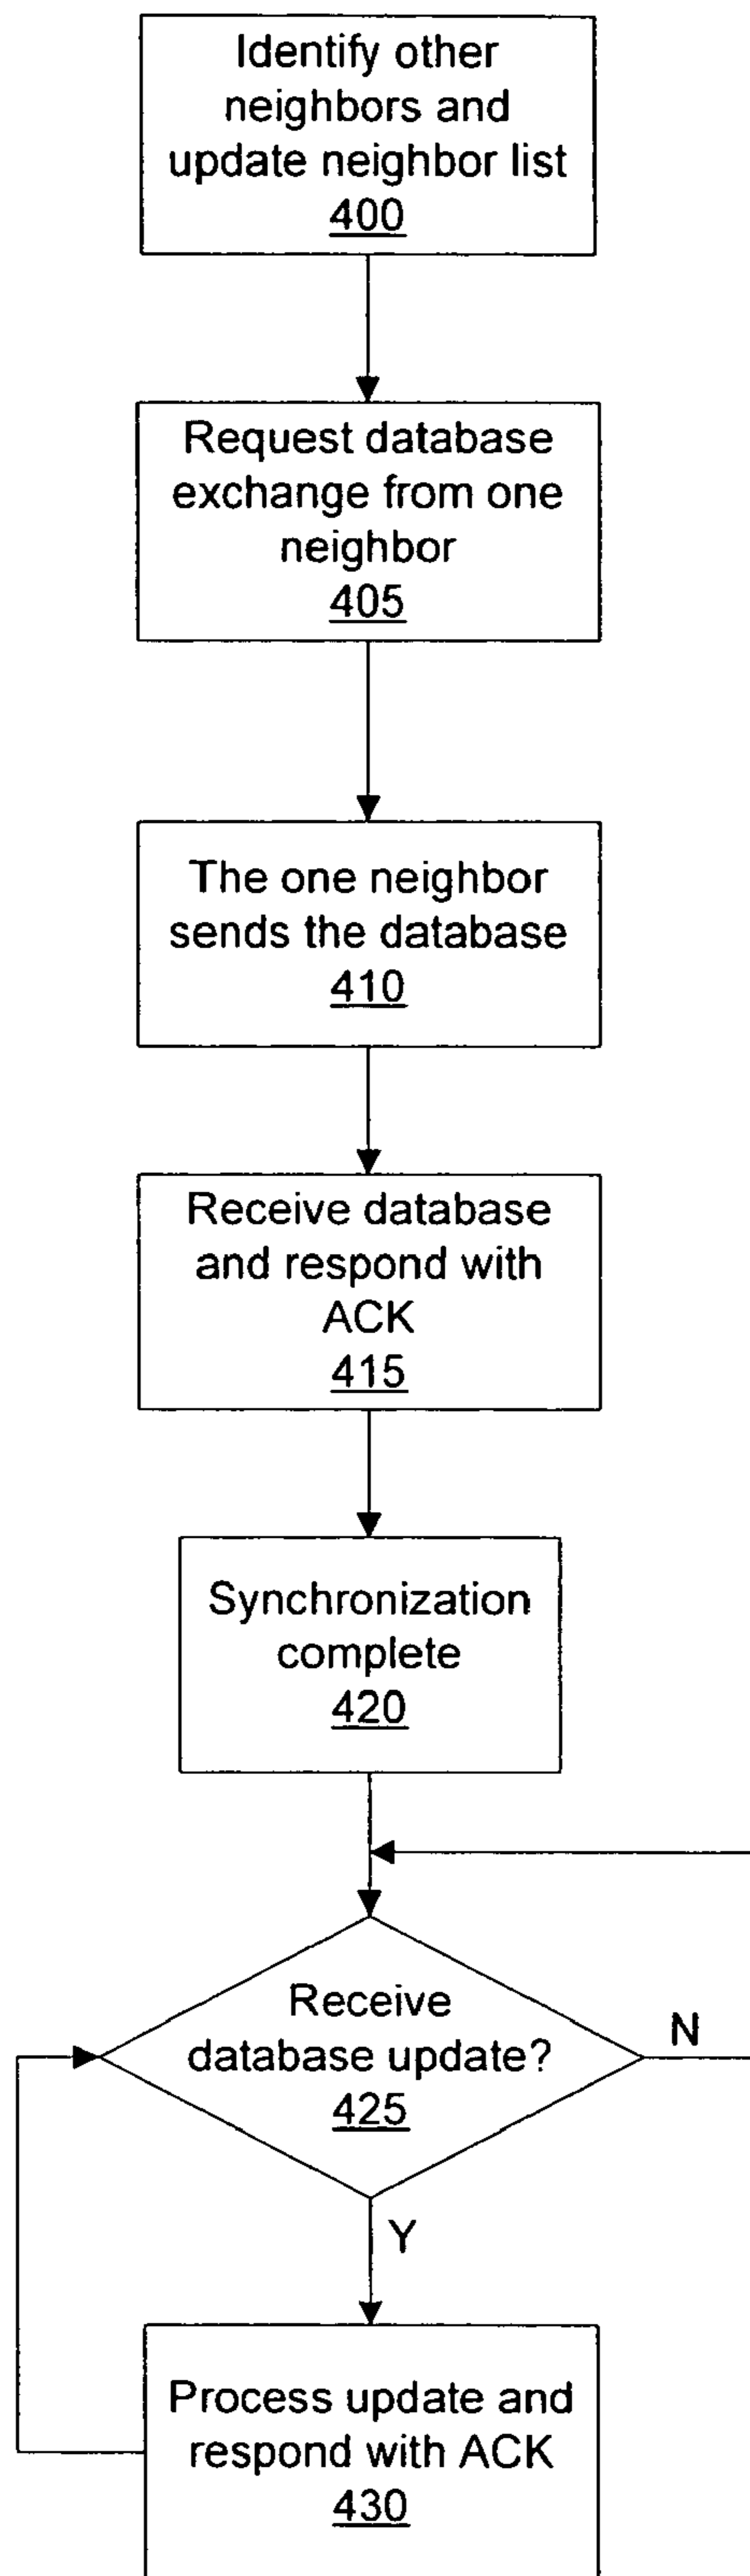 Identify other
neighbors and
update neighbor list
400
Request database
exchange from one
neighbor
405
The one neighbor
sends the database
410
Receive database
and respond with
ACK
415
Synchronization
complete
420
Receive
database update?
425
N
Y
Process update and
respond with ACK
430